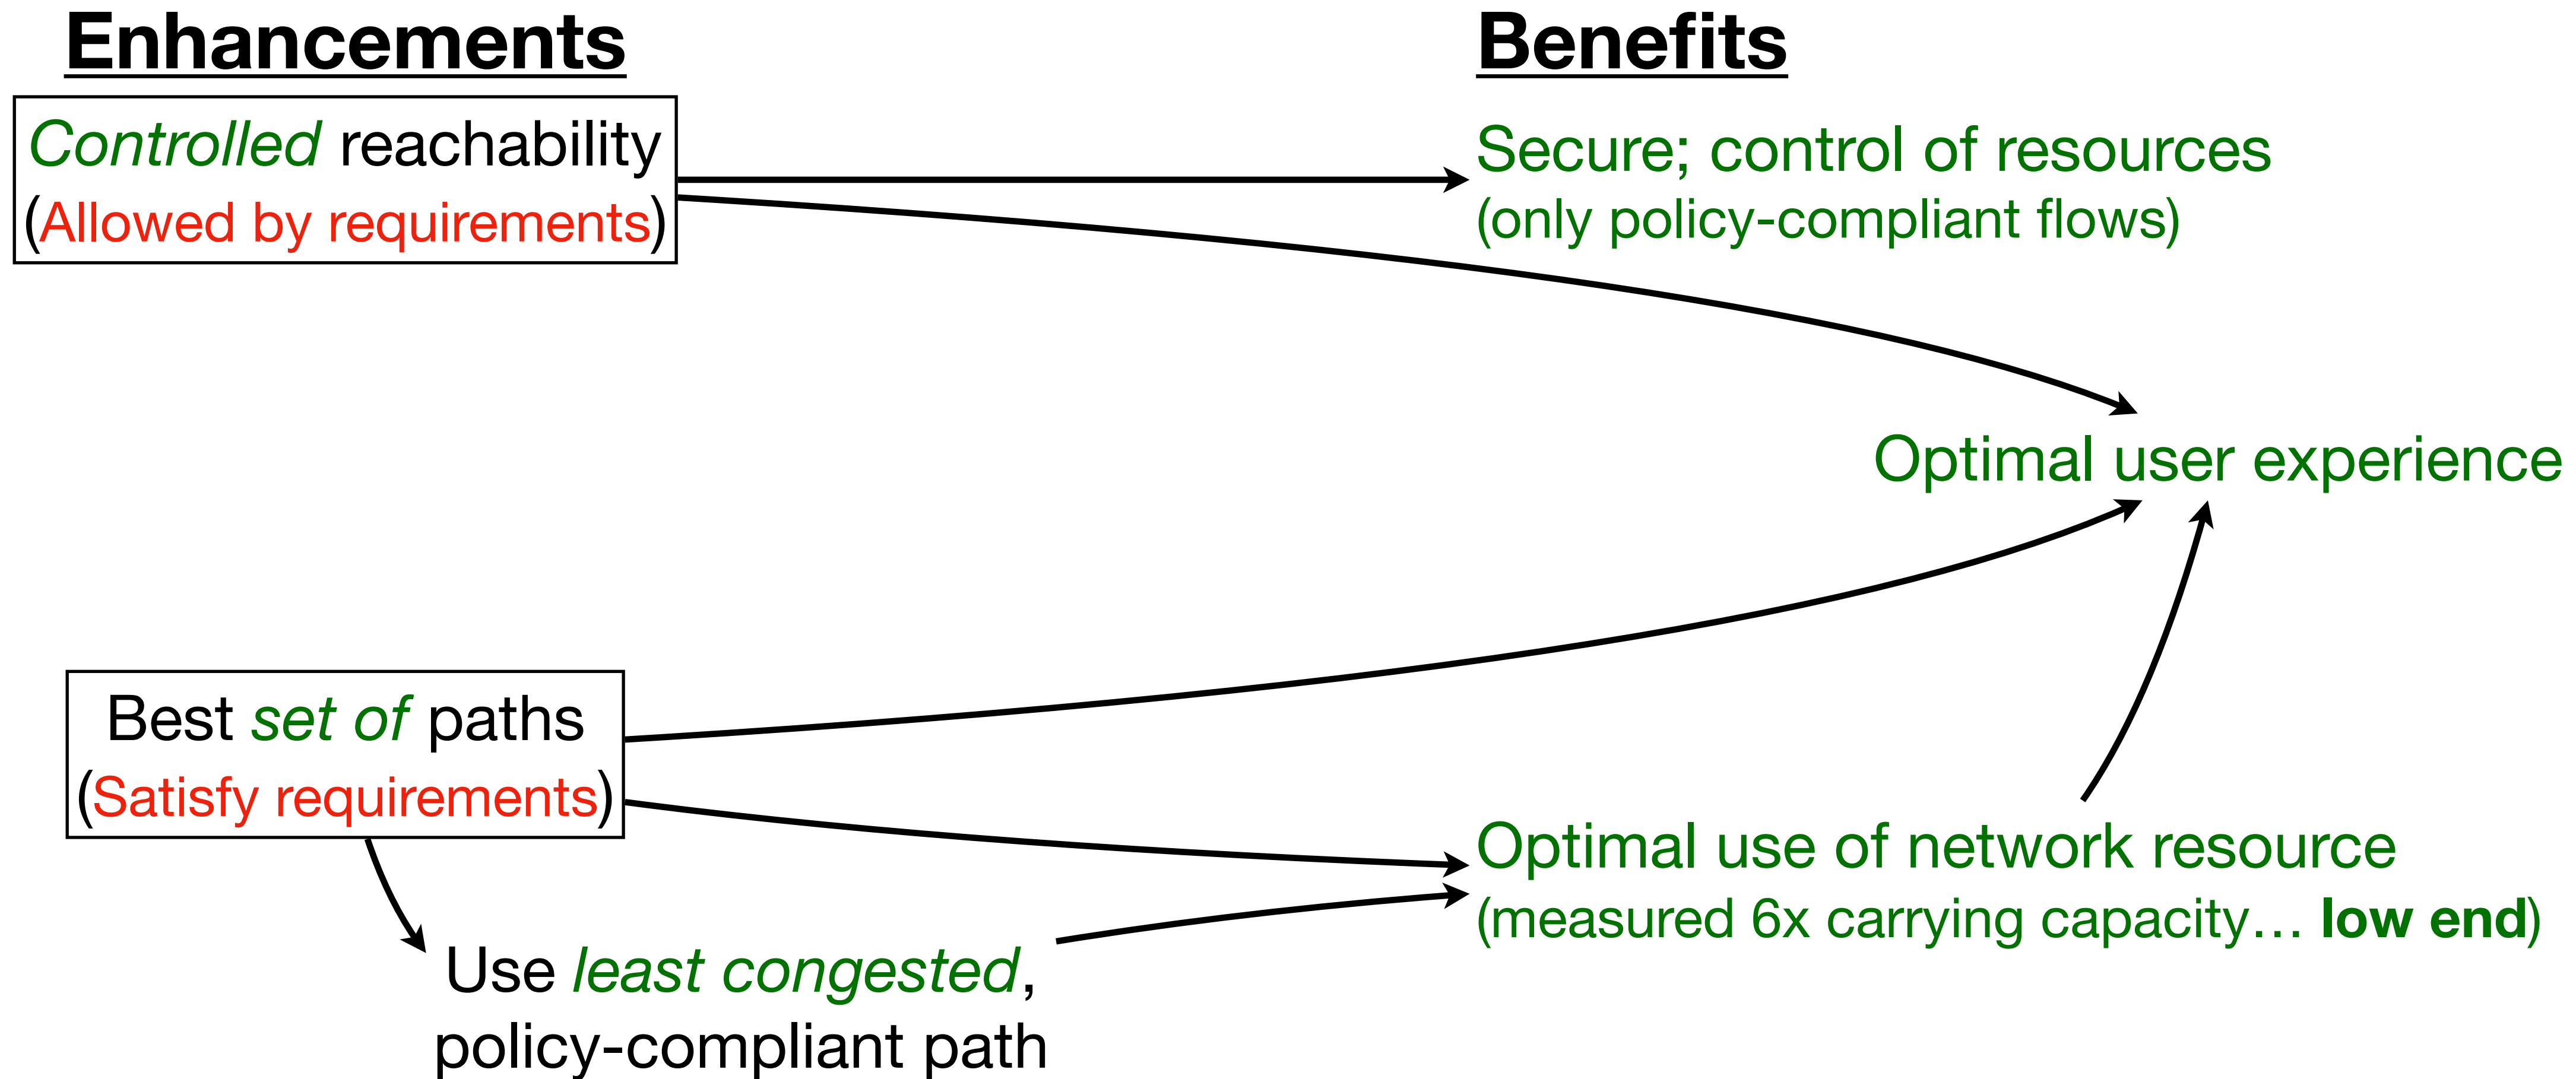 Enhancements
Benefits
Controlled reachability
(Allowed by requirements)
Secure; control of resources
(only policy-compliant flows)
Optimal user experience
Best set of paths
(Satisfy requirements)
Optimal use of network resource
(measured 6x carrying capacity… low end)
Use least congested,
policy-compliant path